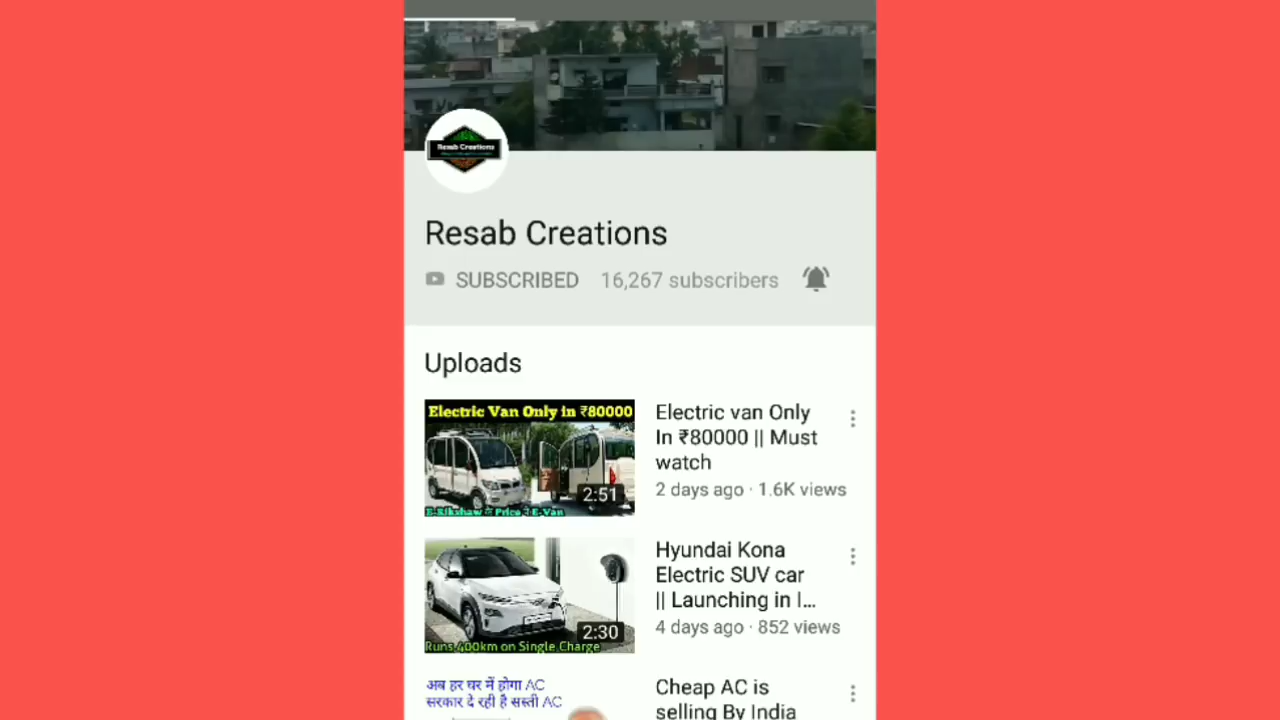 Resab Creations
Resab Creations
SUBSCRIBED 16,267 subscribers
Uploads
Electric Van Only in ₹80000
2:51
E-Rikshaw के Price में E-Van
Electric van Only
In ₹80000 || Must
watch
2 days ago · 1.6K views
2:30
Runs 400km on Single Charge
Hyundai Kona
Electric SUV car
|| Launching in I...
4 days ago · 852 views
अब हर घर में होगा AC
सरकार दे रही है सस्ती AC
Cheap AC is
selling By India